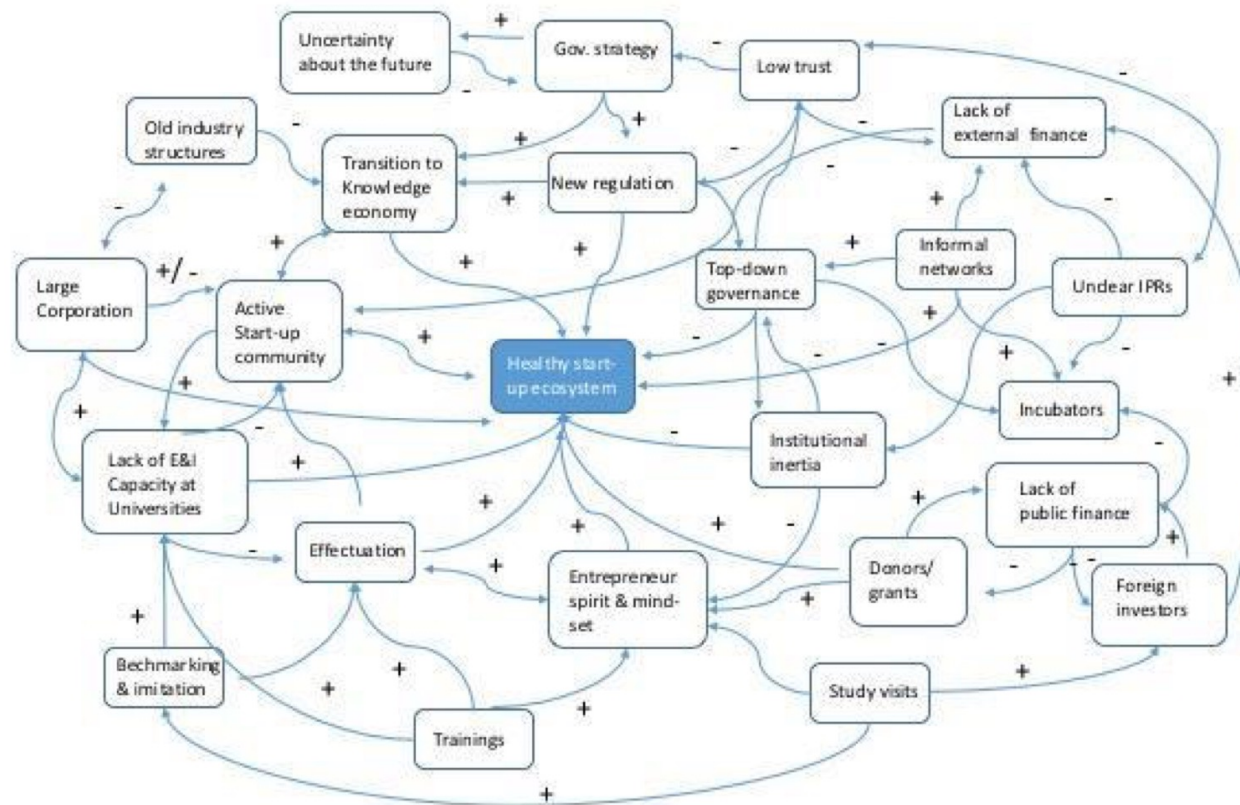 Uncertainty
about the future
Gov. strategy
Low trust
Lack of
external finance
Old industry
structures
Transition to
Knowledge
economy
New regulation
Informal
networks
Top-down
governance
Unclear IPRs
Large
Corporation
Active
Start-up
community
Healthy start-
up ecosystem
Incubators
Institutional
inertia
Lack of E&I
Capacity at
Universities
Lack of
public finance
Effectuation
Entrepreneur
spirit & mind-
set
Donors/
grants
Foreign
investors
Bechmarking
& imitation
Study visits
Trainings
+
-
-
-
+
+
-
-
-
+
-
+
+
-
+
+
+
+
-
+/-
+
-
-
-
+
-
+
+
+
-
-
+
-
+
+
+
+
-
-
+
-
-
-
+
+
+
+
+
+
+
+